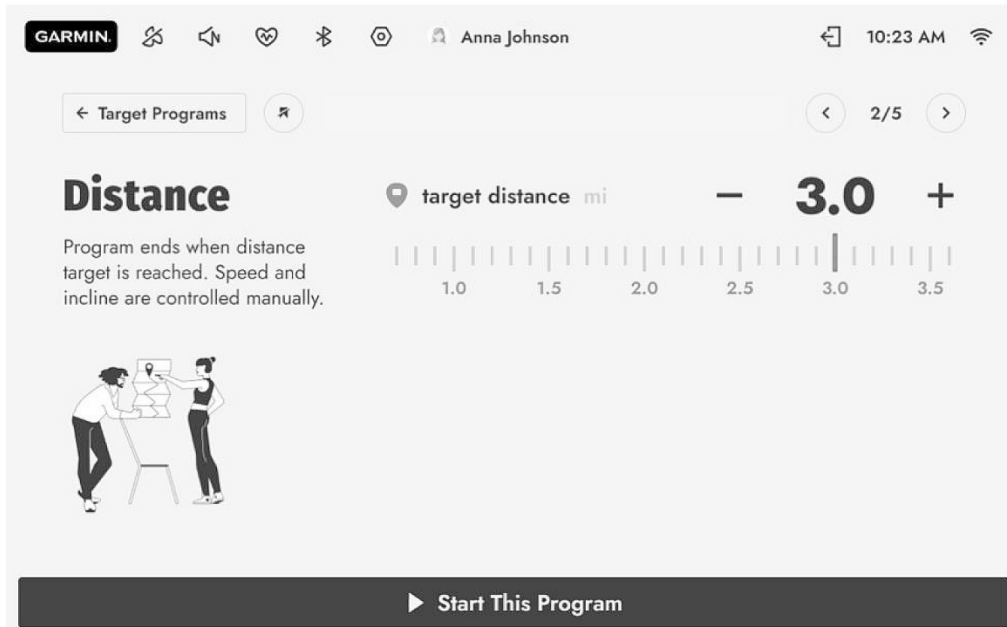 GARMIN.
Anna Johnson
10:23 AM
← Target Programs
2/5
Distance
target distance mi
− 3.0 +
Program ends when distance
target is reached. Speed and
incline are controlled manually.
1.0 1.5 2.0 2.5 3.0 3.5
Start This Program